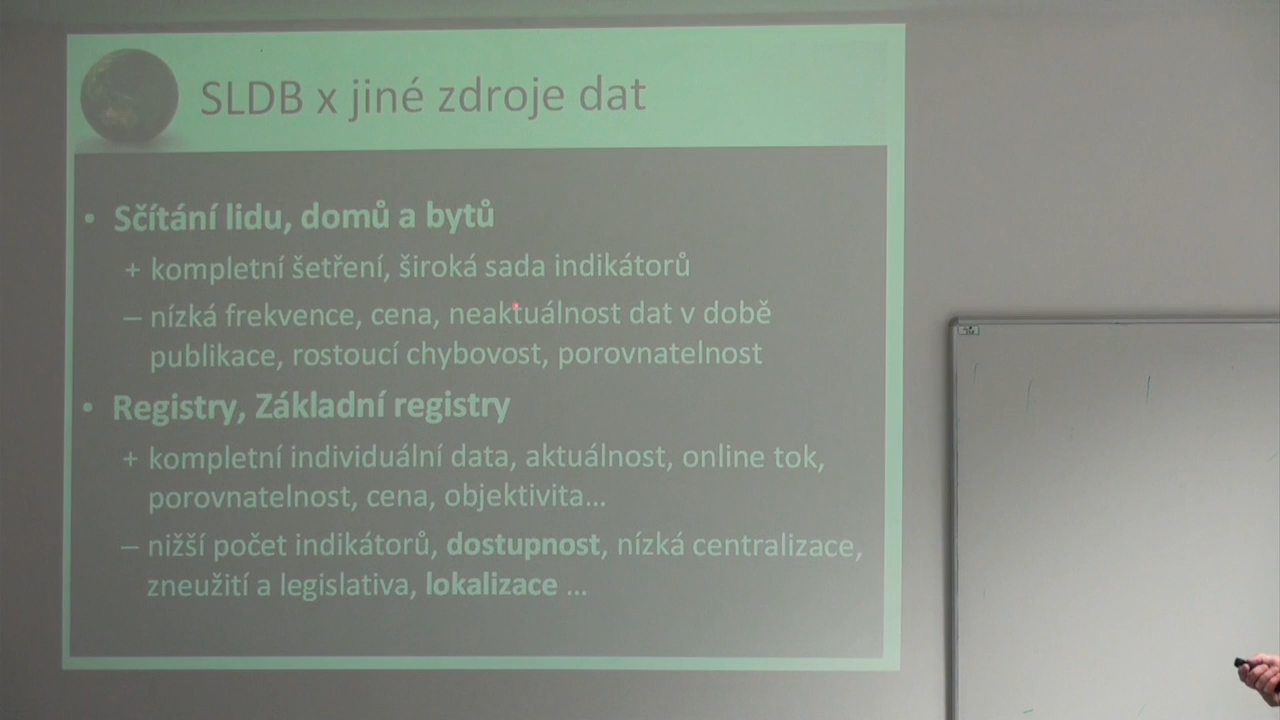 SLDB x jiné zdroje dat
• Sčítání lidu, domů a bytů
+ kompletní šetření, široká sada indikátorů
– nízká frekvence, cena, neaktuálnost dat v době
publikace, rostoucí chybovost, porovnatelnost
• Registry, Základní registry
+ kompletní individuální data, aktuálnost, online tok,
porovnatelnost, cena, objektivita...
– nižší počet indikátorů, dostupnost, nízká centralizace,
zneužití a legislativa, lokalizace ...